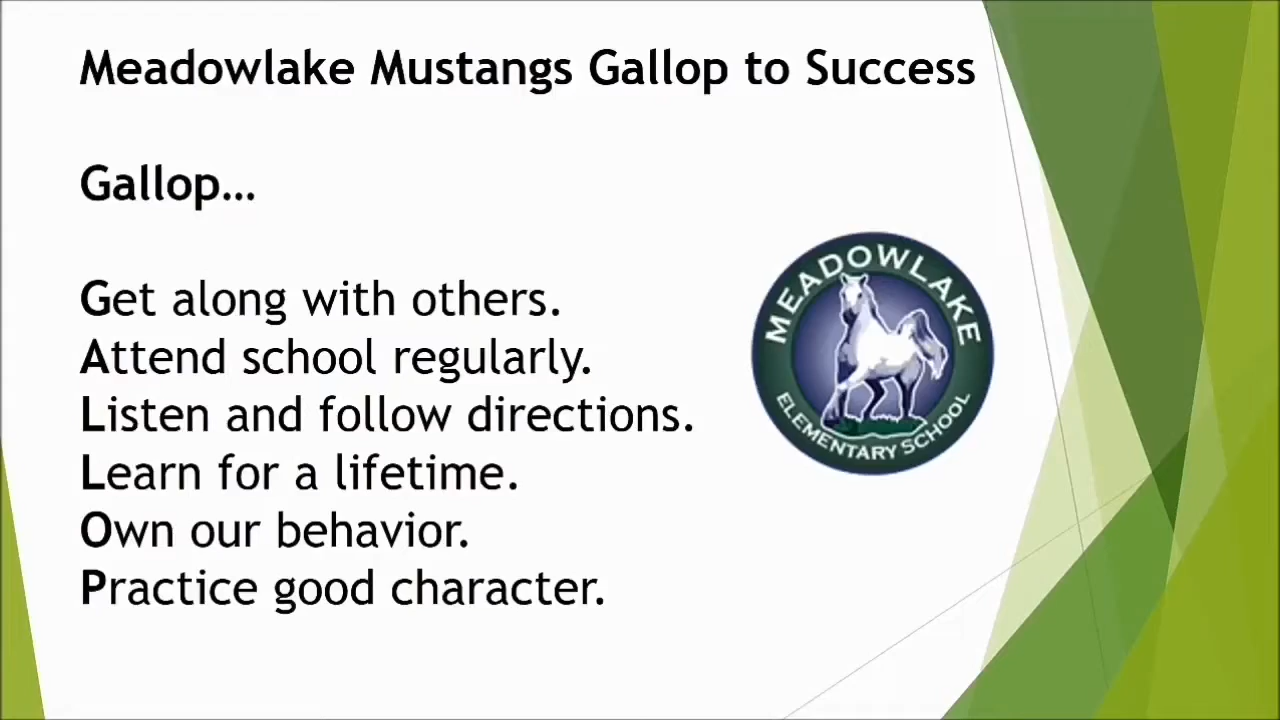 Meadowlake Mustangs Gallop to Success
Gallop…
Get along with others.
Attend school regularly.
Listen and follow directions.
Learn for a lifetime.
Own our behavior.
Practice good character.
MEADOWLAKE
ELEMENTARY SCHOOL